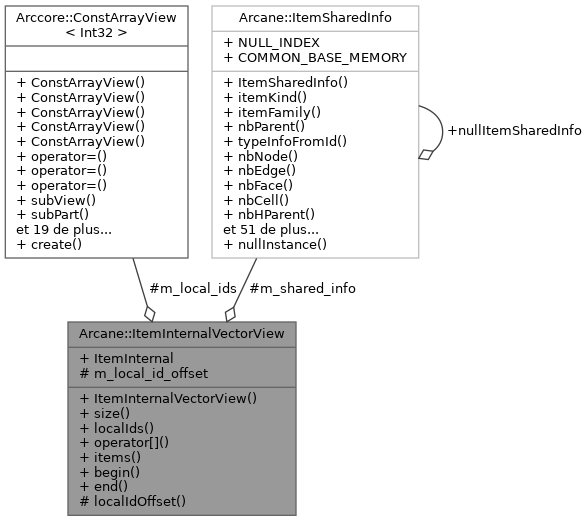 Arccore::ConstArrayView
< Int32 >
+ ConstArrayView()
+ ConstArrayView()
+ ConstArrayView()
+ ConstArrayView()
+ ConstArrayView()
+ operator=()
+ operator=()
+ operator=()
+ subView()
+ subPart()
et 19 de plus...
+ create()
Arcane::ItemSharedInfo
+ NULL_INDEX
+ COMMON_BASE_MEMORY
+ ItemSharedInfo()
+ itemKind()
+ itemFamily()
+ nbParent()
+ typeInfoFromId()
+ nbNode()
+ nbEdge()
+ nbFace()
+ nbCell()
+ nbHParent()
et 51 de plus...
+ nullInstance()
+nullItemSharedInfo
#m_local_ids
#m_shared_info
Arcane::ItemInternalVectorView
+ ItemInternal
# m_local_id_offset
+ ItemInternalVectorView()
+ size()
+ localIds()
+ operator[]()
+ items()
+ begin()
+ end()
# localIdOffset()